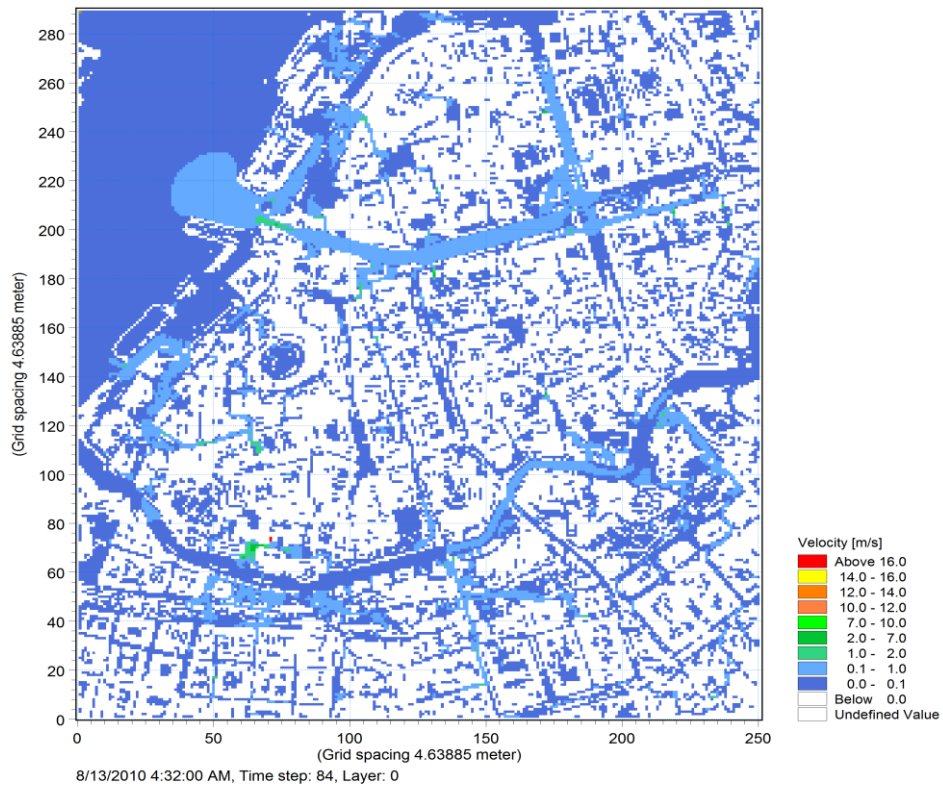 280
260
240
220
200
180
160
140
120
100
80
60
40
20
0
(Grid spacing 4.63885 meter)
0 50 100 150 200 250
(Grid spacing 4.63885 meter)
8/13/2010 4:32:00 AM, Time step: 84, Layer: 0
Velocity [m/s]
Above 16.0
14.0 - 16.0
12.0 - 14.0
10.0 - 12.0
7.0 - 10.0
2.0 - 7.0
1.0 - 2.0
0.1 - 1.0
0.0 - 0.1
Below 0.0
Undefined Value